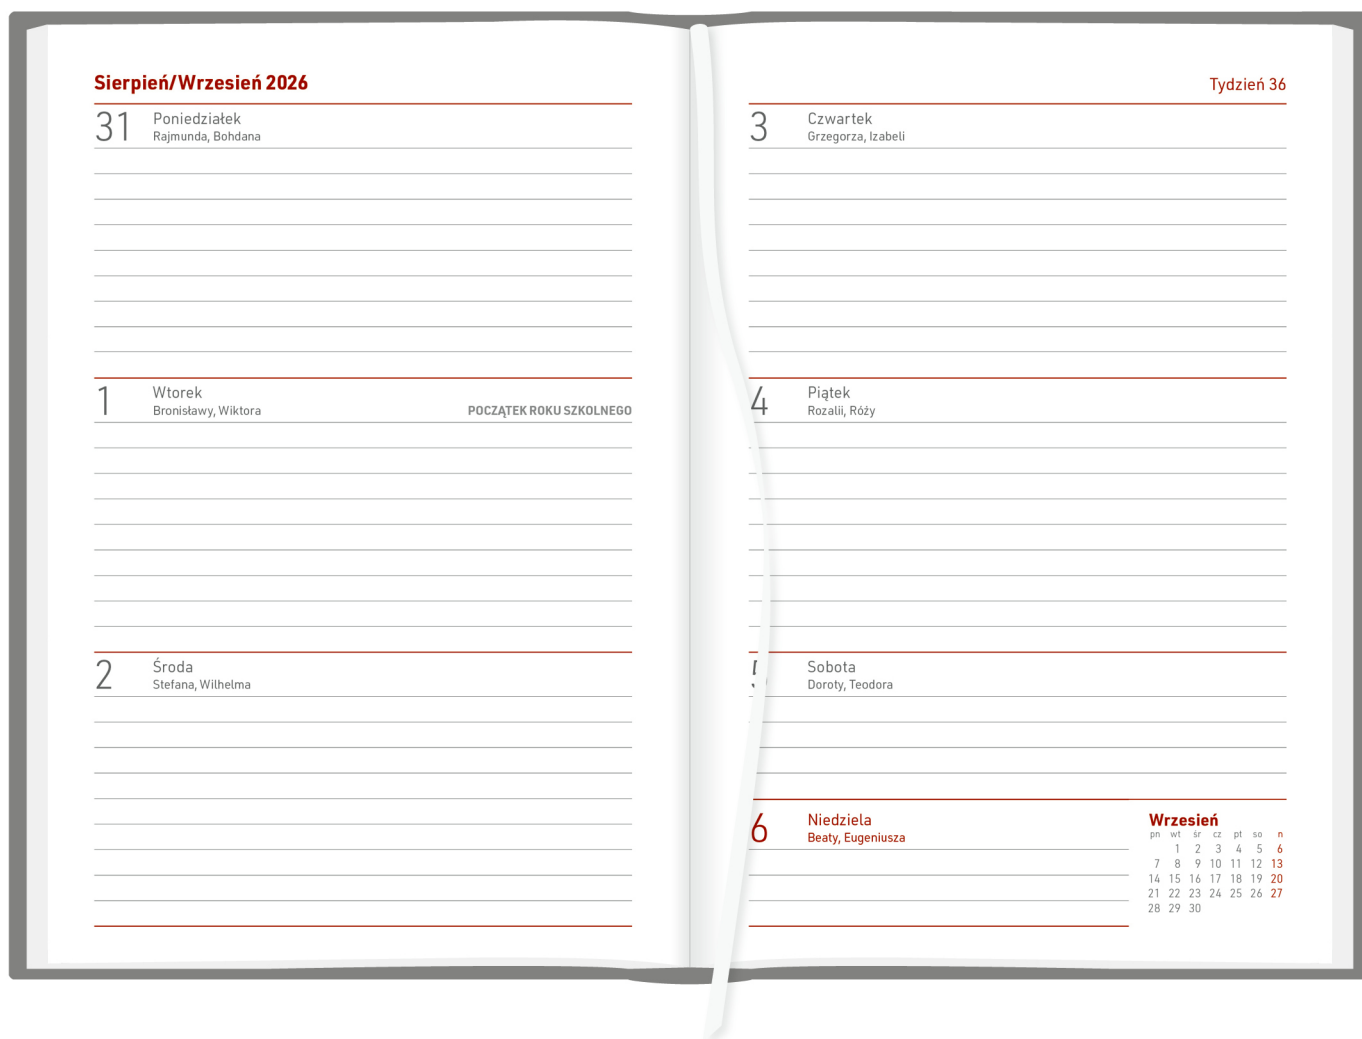 Sierpień/Wrzesień 2026
31 Poniedziałek
Rajmunda, Bohdana
1 Wtorek
Bronisławy, Wiktora POCZĄTEK ROKU SZKOLNEGO
2 Środa
Stefana, Wilhelma
Tydzień 36
3 Czwartek
Grzegorza, Izabeli
4 Piątek
Rozalii, Róży
5 Sobota
Doroty, Teodora
6 Niedziela
Beaty, Eugeniusza
Wrzesień
pn wt śr cz pt so n
1 2 3 4 5 6
7 8 9 10 11 12 13
14 15 16 17 18 19 20
21 22 23 24 25 26 27
28 29 30